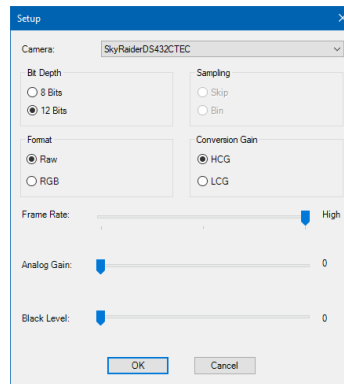 Setup
Camera: SkyRaiderDS432CTEC
Bit Depth
8 Bits
12 Bits
Sampling
Skip
Bin
Format
Raw
RGB
Conversion Gain
HCG
LCG
Frame Rate: High
Analog Gain: 0
Black Level: 0
OK Cancel